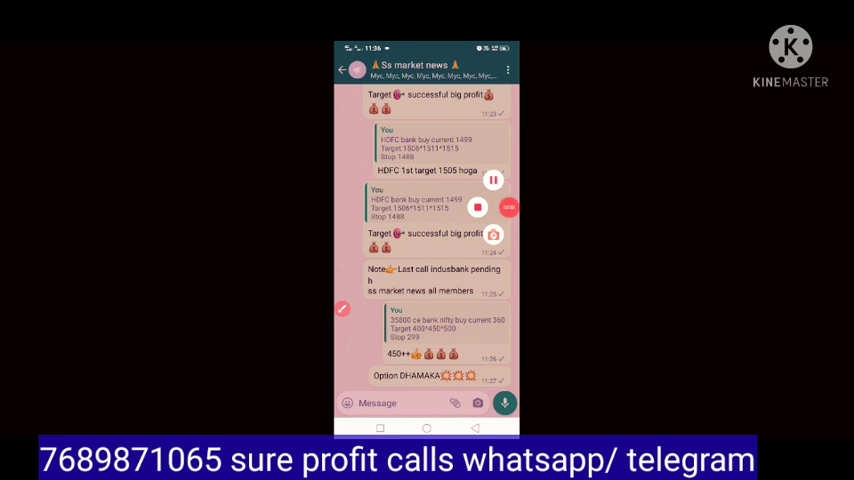 11:36
🙏 Ss market news 🙏
Myc, Myc, Myc, Myc, Myc, Myc, Myc,...
Target🎯 successful big profit💰
💰💰
11:23
You
HDFC bank buy current 1499
Target 1506*1511*1515
Stop 1488
HDFC 1st target 1505 hoga
You
HDFC bank buy current 1499
Target 1506*1511*1515
Stop 1488
Target🎯 successful big profit
💰💰
11:24
Note👉Last call indusbank pending
h
ss market news all members
11:25
You
35800 ce bank nifty buy current 360
Target 400*450*500
Stop 299
450++👍💰💰💰
11:26
Option DHAMAKA💥💥💥
11:27
Message
K
KINEMASTER
7689871065 sure profit calls whatsapp/ telegram